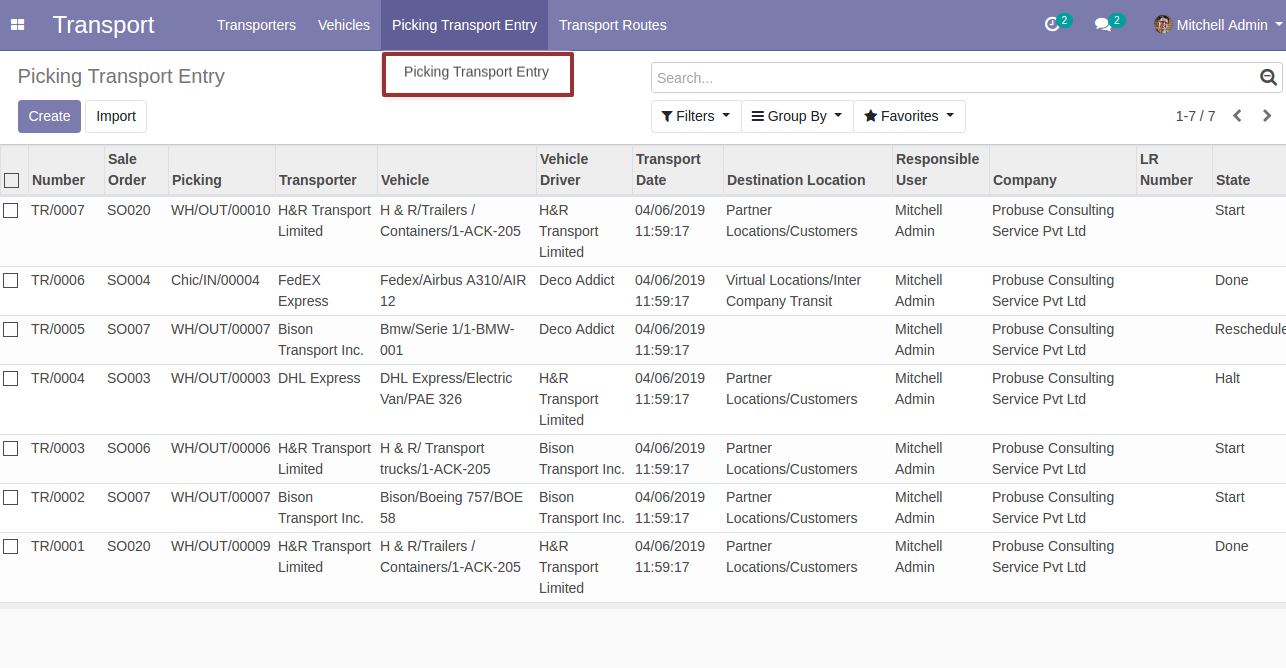 Transport Transporters Vehicles Picking Transport Entry Transport Routes 2 2 Mitchell Admin
Picking Transport Entry
Picking Transport Entry Search...
Create Import Filters Group By Favorites 1-7 / 7
Number Sale Order Picking Transporter Vehicle Vehicle Driver Transport Date Destination Location Responsible User Company LR Number State
TR/0007 SO020 WH/OUT/00010 H&R Transport H & R/Trailers / H&R 04/06/2019 Partner Mitchell Probuse Consulting Start
Limited Containers/1-ACK-205 Transport 11:59:17 Locations/Customers Admin Service Pvt Ltd
Limited
TR/0006 SO004 Chic/IN/00004 FedEX Fedex/Airbus A310/AIR Deco Addict 04/06/2019 Virtual Locations/Inter Mitchell Probuse Consulting Done
Express 12 11:59:17 Company Transit Admin Service Pvt Ltd
TR/0005 SO007 WH/OUT/00007 Bison Bmw/Serie 1/1-BMW- Deco Addict 04/06/2019 Mitchell Probuse Consulting Reschedule
Transport Inc. 001 11:59:17 Admin Service Pvt Ltd
TR/0004 SO003 WH/OUT/00003 DHL Express DHL Express/Electric H&R 04/06/2019 Partner Mitchell Probuse Consulting Halt
Van/PAE 326 Transport 11:59:17 Locations/Customers Admin Service Pvt Ltd
Limited
TR/0003 SO006 WH/OUT/00006 H&R Transport H & R/ Transport Bison 04/06/2019 Partner Mitchell Probuse Consulting Start
Limited trucks/1-ACK-205 Transport Inc. 11:59:17 Locations/Customers Admin Service Pvt Ltd
TR/0002 SO007 WH/OUT/00007 Bison Bison/Boeing 757/BOE Bison 04/06/2019 Partner Mitchell Probuse Consulting Start
Transport Inc. 58 Transport Inc. 11:59:17 Locations/Customers Admin Service Pvt Ltd
TR/0001 SO020 WH/OUT/00009 H&R Transport H & R/Trailers / H&R 04/06/2019 Partner Mitchell Probuse Consulting Done
Limited Containers/1-ACK-205 Transport 11:59:17 Locations/Customers Admin Service Pvt Ltd
Limited